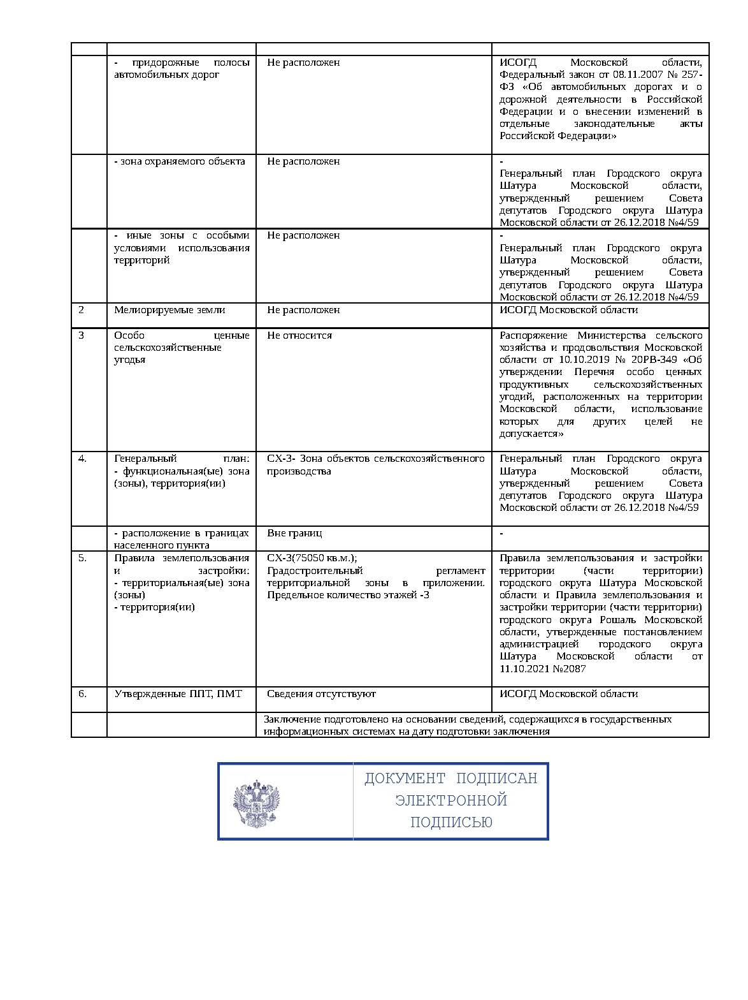 - придорожные полосы
автомобильных дорог
Не расположен
ИСОГД Московской области,
Федеральный закон от 08.11.2007 № 257-
ФЗ «Об автомобильных дорогах и о
дорожной деятельности в Российской
Федерации и о внесении изменений в
отдельные законодательные акты
Российской Федерации»
- зона охраняемого объекта
Не расположен
-
Генеральный план Городского округа
Шатура Московской области,
утвержденный решением Совета
депутатов Городского округа Шатура
Московской области от 26.12.2018 №4/59
- иные зоны с особыми
условиями использования
территорий
Не расположен
-
Генеральный план Городского округа
Шатура Московской области,
утвержденный решением Совета
депутатов Городского округа Шатура
Московской области от 26.12.2018 №4/59
2
Мелиорируемые земли
Не расположен
ИСОГД Московской области
3
Особо ценные
сельскохозяйственные
угодья
Не относится
Распоряжение Министерства сельского
хозяйства и продовольствия Московской
области от 10.10.2019 № 20РВ-349 «Об
утверждении Перечня особо ценных
продуктивных сельскохозяйственных
угодий, расположенных на территории
Московской области, использование
которых для других целей не
допускается»
4.
Генеральный план:
- функциональная(ые) зона
(зоны), территория(ии)
СХ-3- Зона объектов сельскохозяйственного
производства
Генеральный план Городского округа
Шатура Московской области,
утвержденный решением Совета
депутатов Городского округа Шатура
Московской области от 26.12.2018 №4/59
- расположение в границах
населенного пункта
Вне границ
-
5.
Правила землепользования
и застройки:
- территориальная(ые) зона
(зоны)
- территория(ии)
СХ-3(75050 кв.м.);
Градостроительный регламент
территориальной зоны в приложении.
Предельное количество этажей -3
Правила землепользования и застройки
территории (части территории)
городского округа Шатура Московской
области и Правила землепользования и
застройки территории (части территории)
городского округа Рошаль Московской
области, утвержденные постановлением
администрацией городского округа
Шатура Московской области от
11.10.2021 №2087
6.
Утвержденные ППТ, ПМТ
Сведения отсутствуют
ИСОГД Московской области
Заключение подготовлено на основании сведений, содержащихся в государственных
информационных системах на дату подготовки заключения
ДОКУМЕНТ ПОДПИСАН
ЭЛЕКТРОННОЙ
ПОДПИСЬЮ